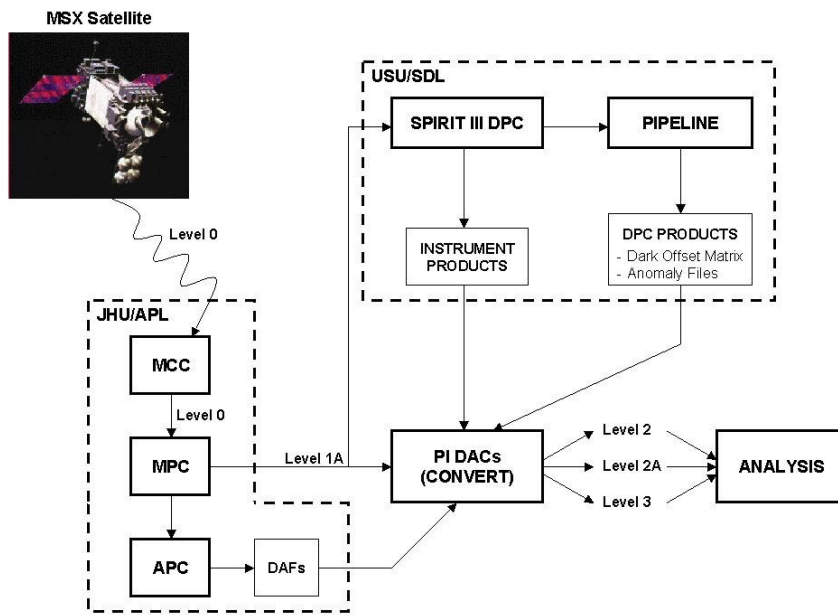 MSX Satellite
USU/SDL
SPIRIT III DPC
PIPELINE
Level 0
INSTRUMENT
PRODUCTS
DPC PRODUCTS
- Dark Offset Matrix
- Anomaly Files
JHU/APL
MCC
Level 0
MPC
Level 1A
PI DACs
(CONVERT)
Level 2
Level 2A
Level 3
ANALYSIS
APC
DAFs